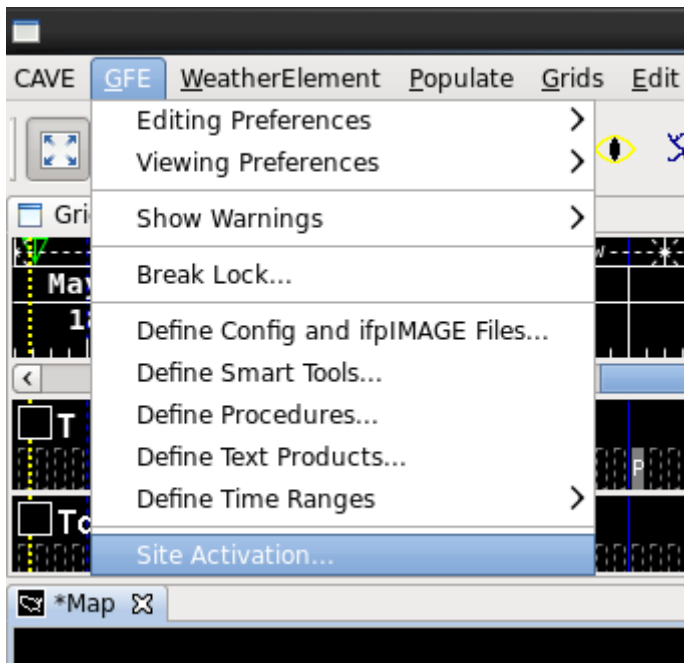 CAVE GFE WeatherElement Populate Grids Edit
Editing Preferences
Viewing Preferences
Gri
Show Warnings
Break Lock...
Define Config and ifpIMAGE Files...
Define Smart Tools...
Define Procedures...
T
Define Text Products...
P
Define Time Ranges
Site Activation...
*Map